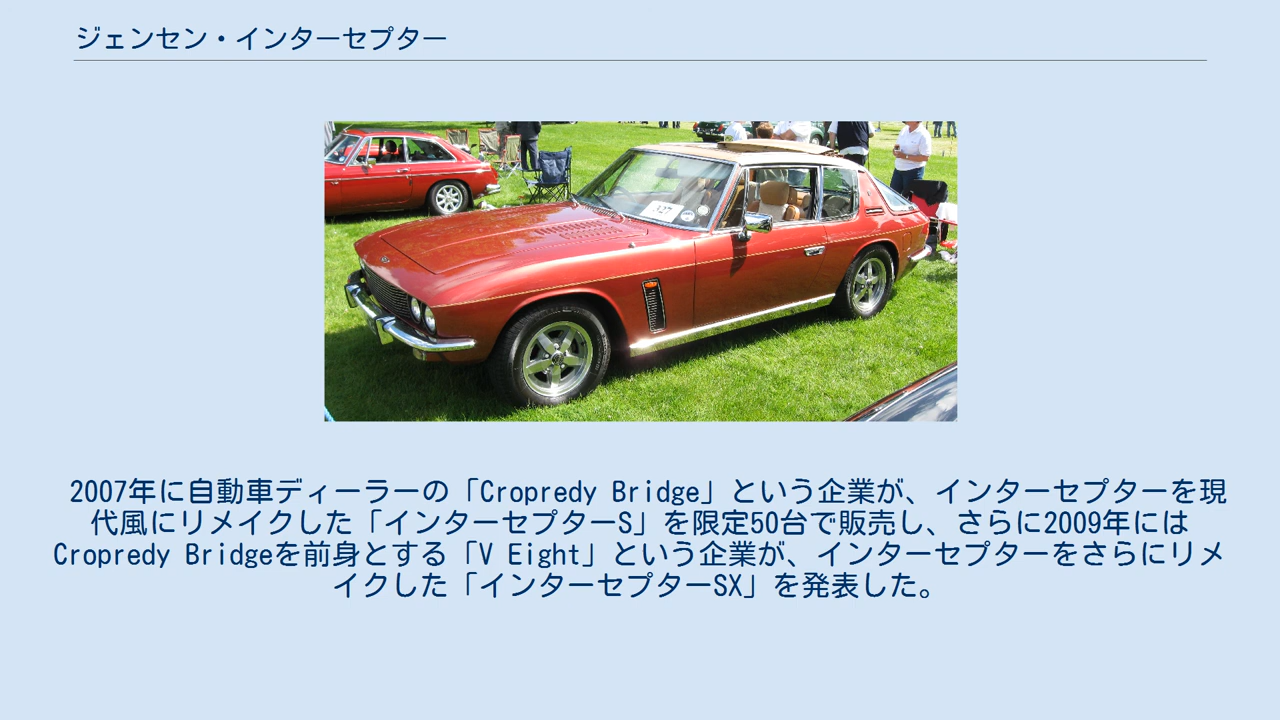 ジェンセン・インターセプター
2007年に自動車ディーラーの「Cropredy Bridge」という企業が、インターセプターを現
代風にリメイクした「インターセプターS」を限定50台で販売し、さらに2009年には
Cropredy Bridgeを前身とする「V Eight」という企業が、インターセプターをさらにリメ
イクした「インターセプターSX」を発表した。